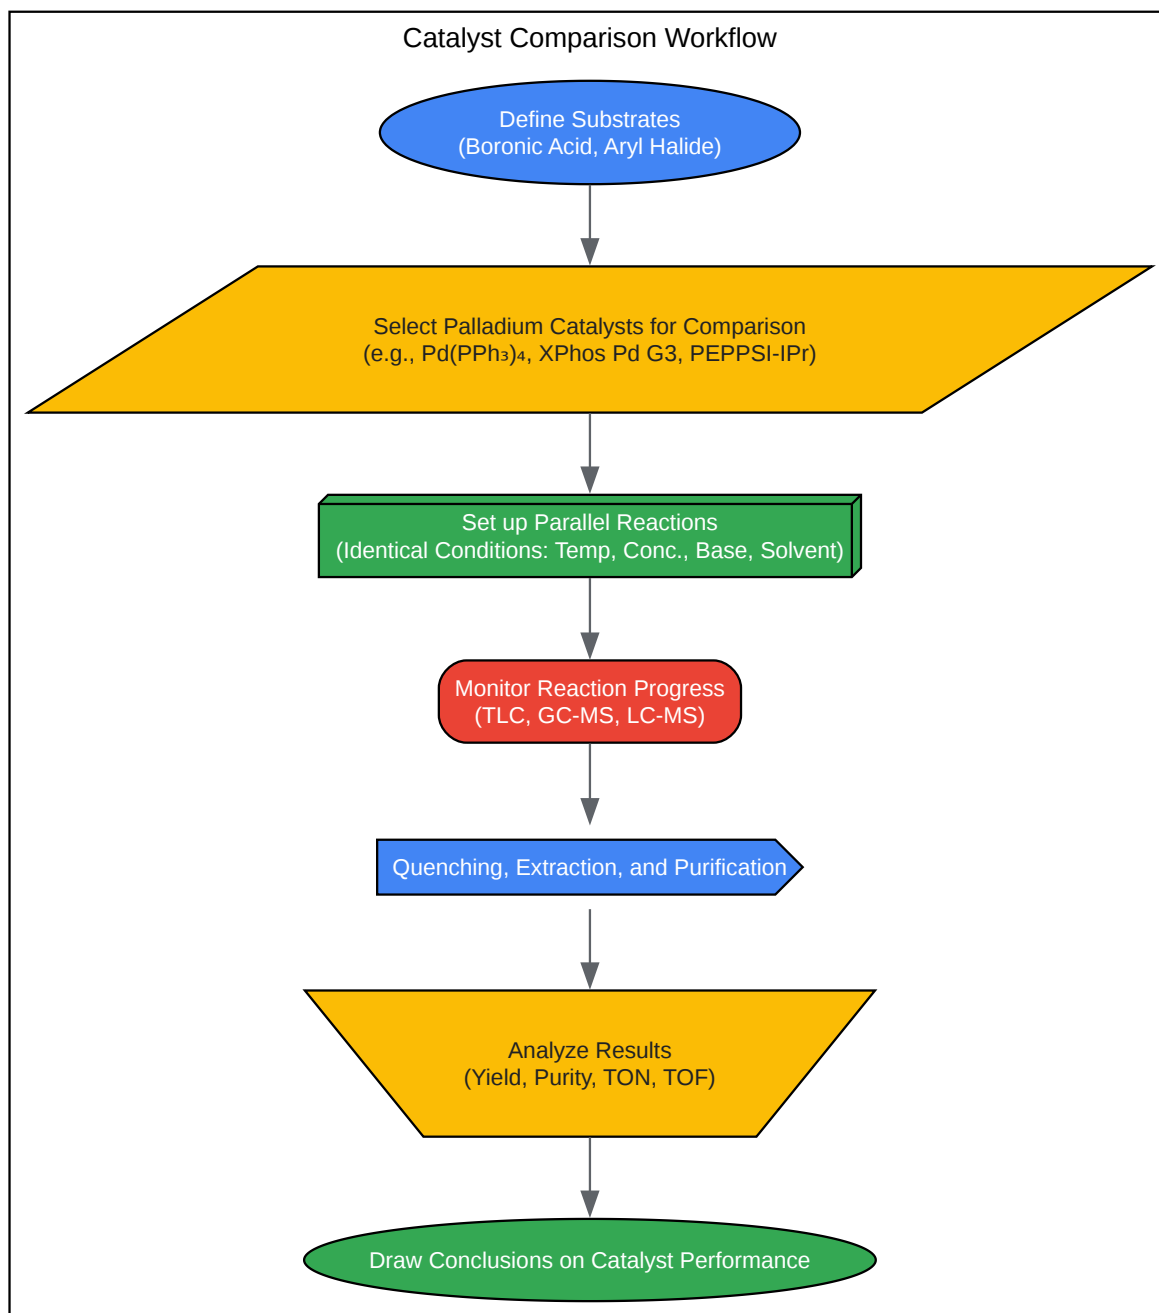 Catalyst Comparison Workflow
Define Substrates
(Boronic Acid, Aryl Halide)
Select Palladium Catalysts for Comparison
(e.g., Pd(PPh₃)₄, XPhos Pd G3, PEPPSI-IPr)
Set up Parallel Reactions
(Identical Conditions: Temp, Conc., Base, Solvent)
Monitor Reaction Progress
(TLC, GC-MS, LC-MS)
Quenching, Extraction, and Purification
Analyze Results
(Yield, Purity, TON, TOF)
Draw Conclusions on Catalyst Performance